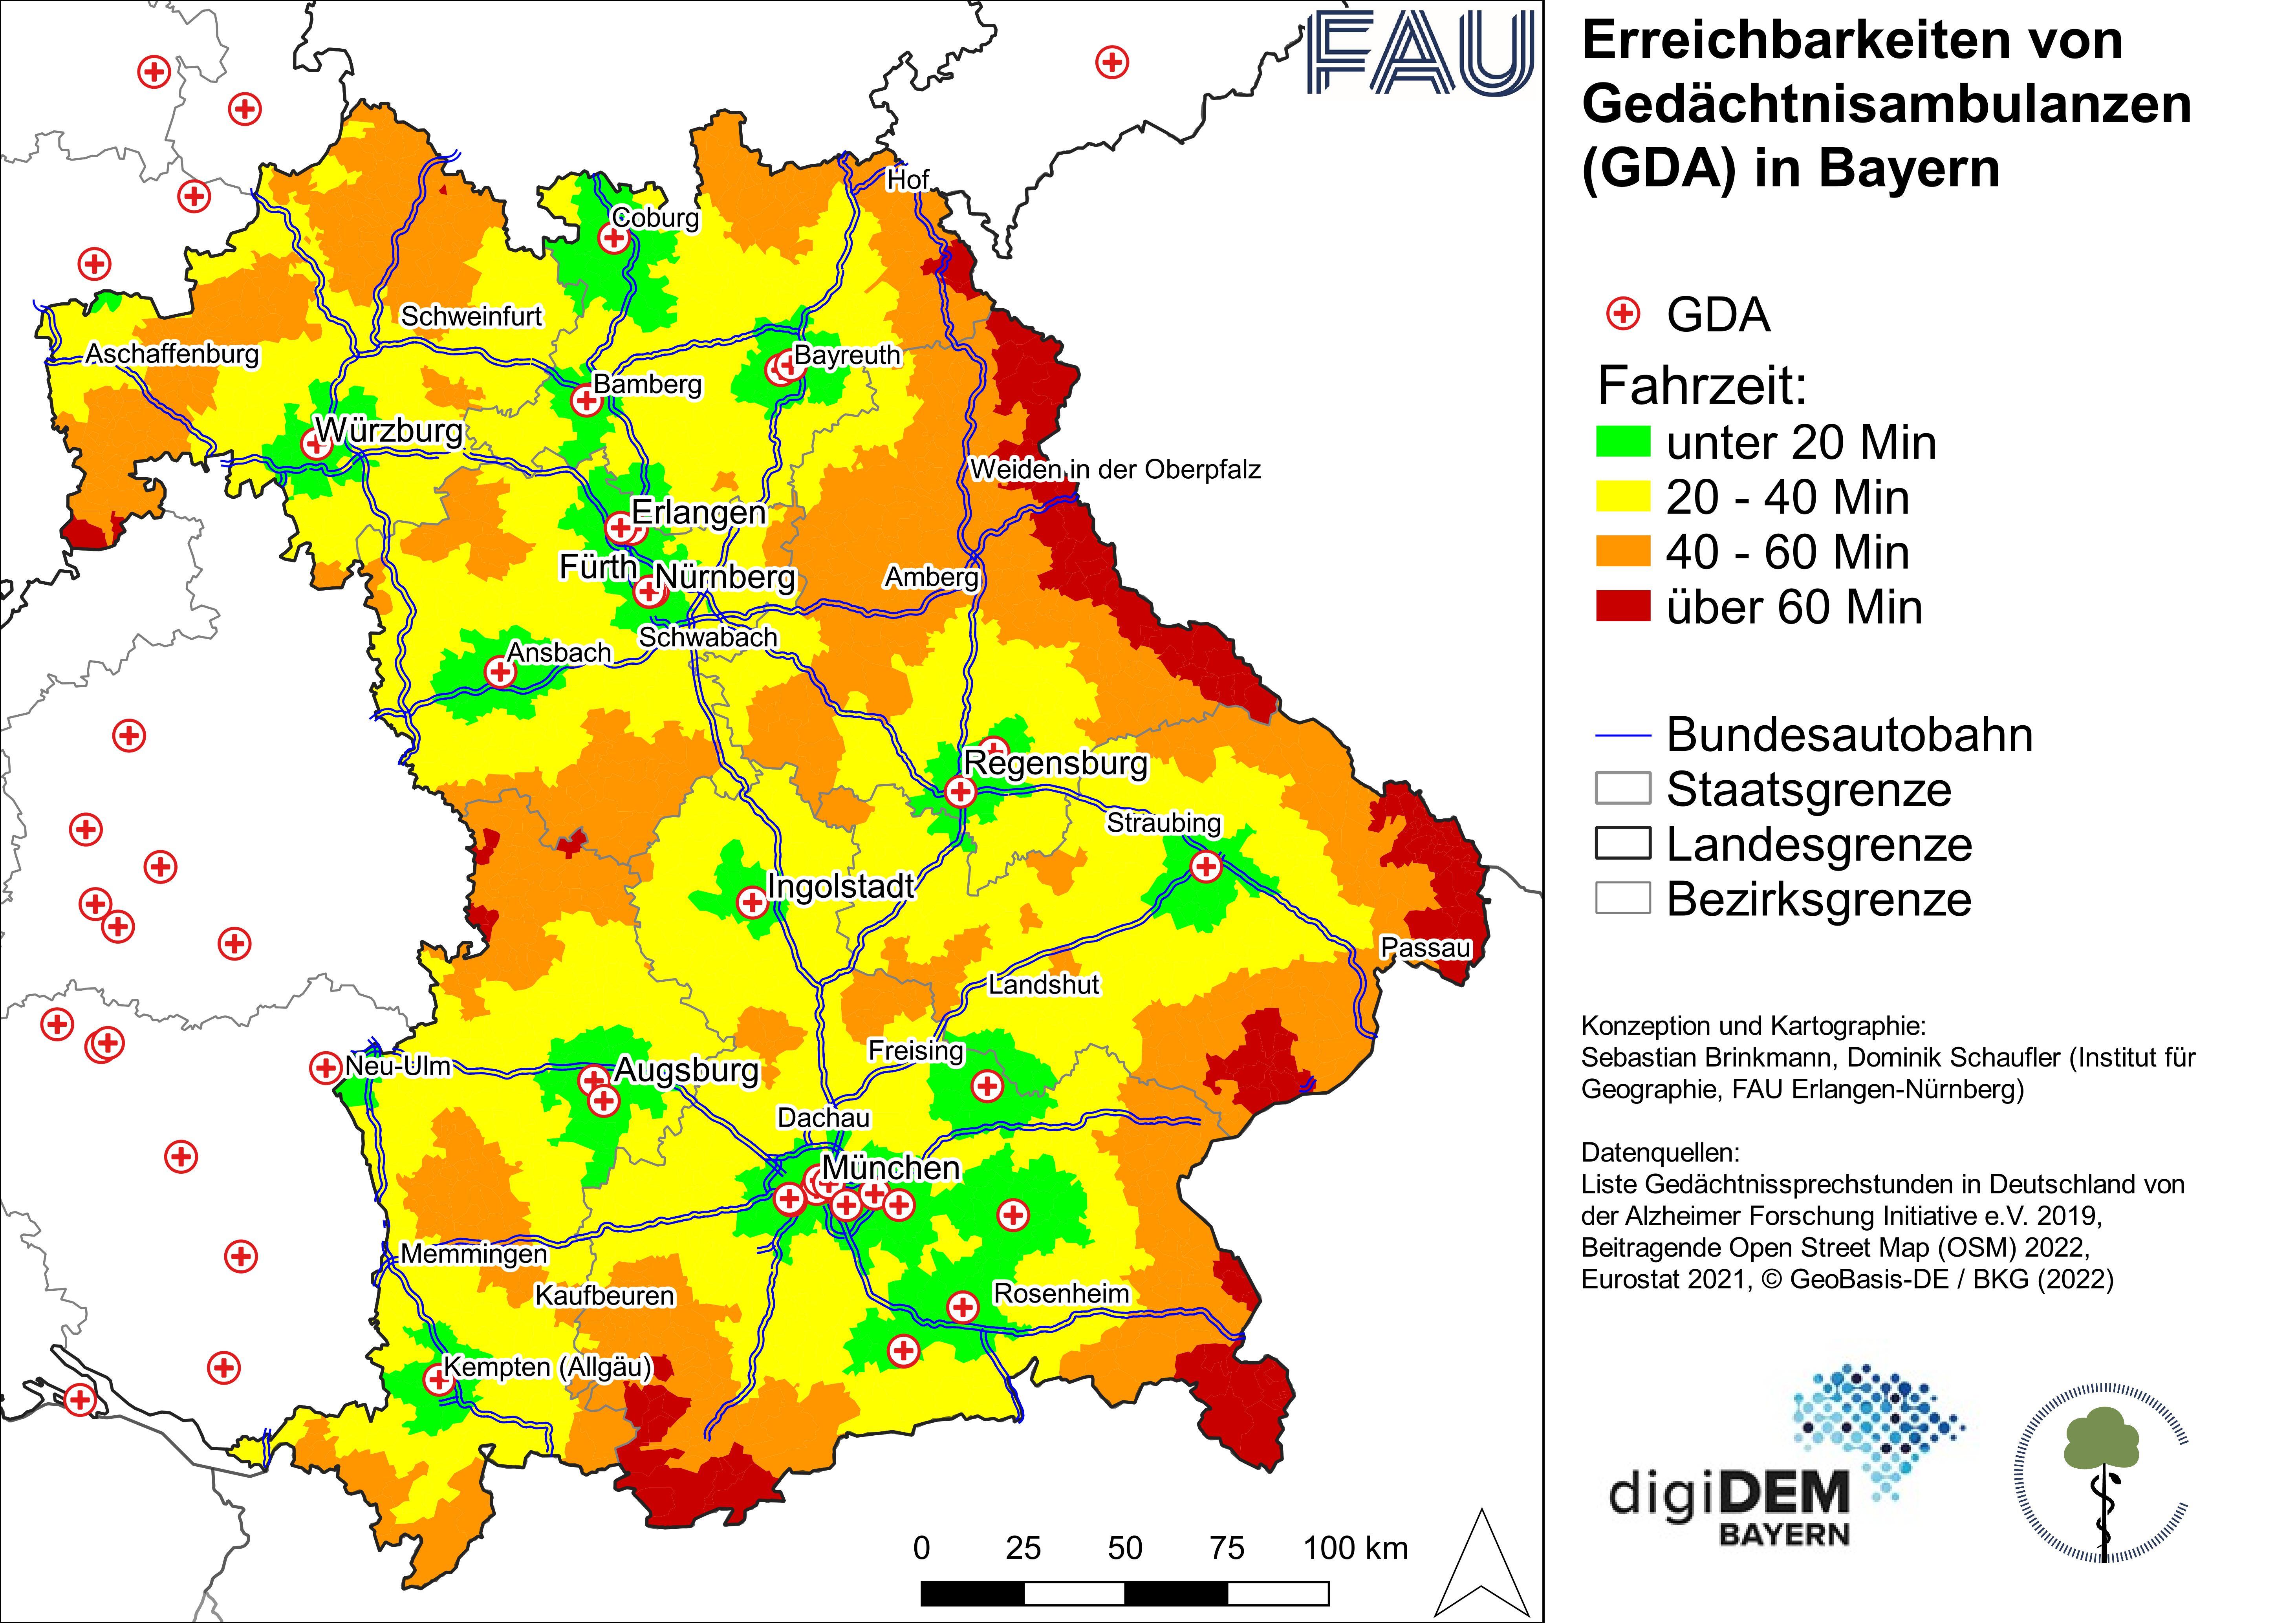 FAU
Erreichbarkeiten von
Gedächtnisambulanzen
(GDA) in Bayern
GDA
Fahrzeit:
unter 20 Min
20 - 40 Min
40 - 60 Min
über 60 Min
Bundesautobahn
Staatsgrenze
Landesgrenze
Bezirksgrenze
Konzeption und Kartographie:
Sebastian Brinkmann, Dominik Schaufler (Institut für
Geographie, FAU Erlangen-Nürnberg)
Datenquellen:
Liste Gedächtnissprechstunden in Deutschland von
der Alzheimer Forschung Initiative e.V. 2019,
Beitragende Open Street Map (OSM) 2022,
Eurostat 2021, © GeoBasis-DE / BKG (2022)
digiDEM
BAYERN
Hof
Coburg
Schweinfurt
Aschaffenburg
Bayreuth
Bamberg
Würzburg
Weiden in der Oberpfalz
Erlangen
Fürth
Nürnberg
Amberg
Schwabach
Ansbach
Regensburg
Straubing
Ingolstadt
Passau
Landshut
Freising
Neu-Ulm
Augsburg
Dachau
München
Memmingen
Kaufbeuren
Rosenheim
Kempten (Allgäu)
0 25 50 75 100 km